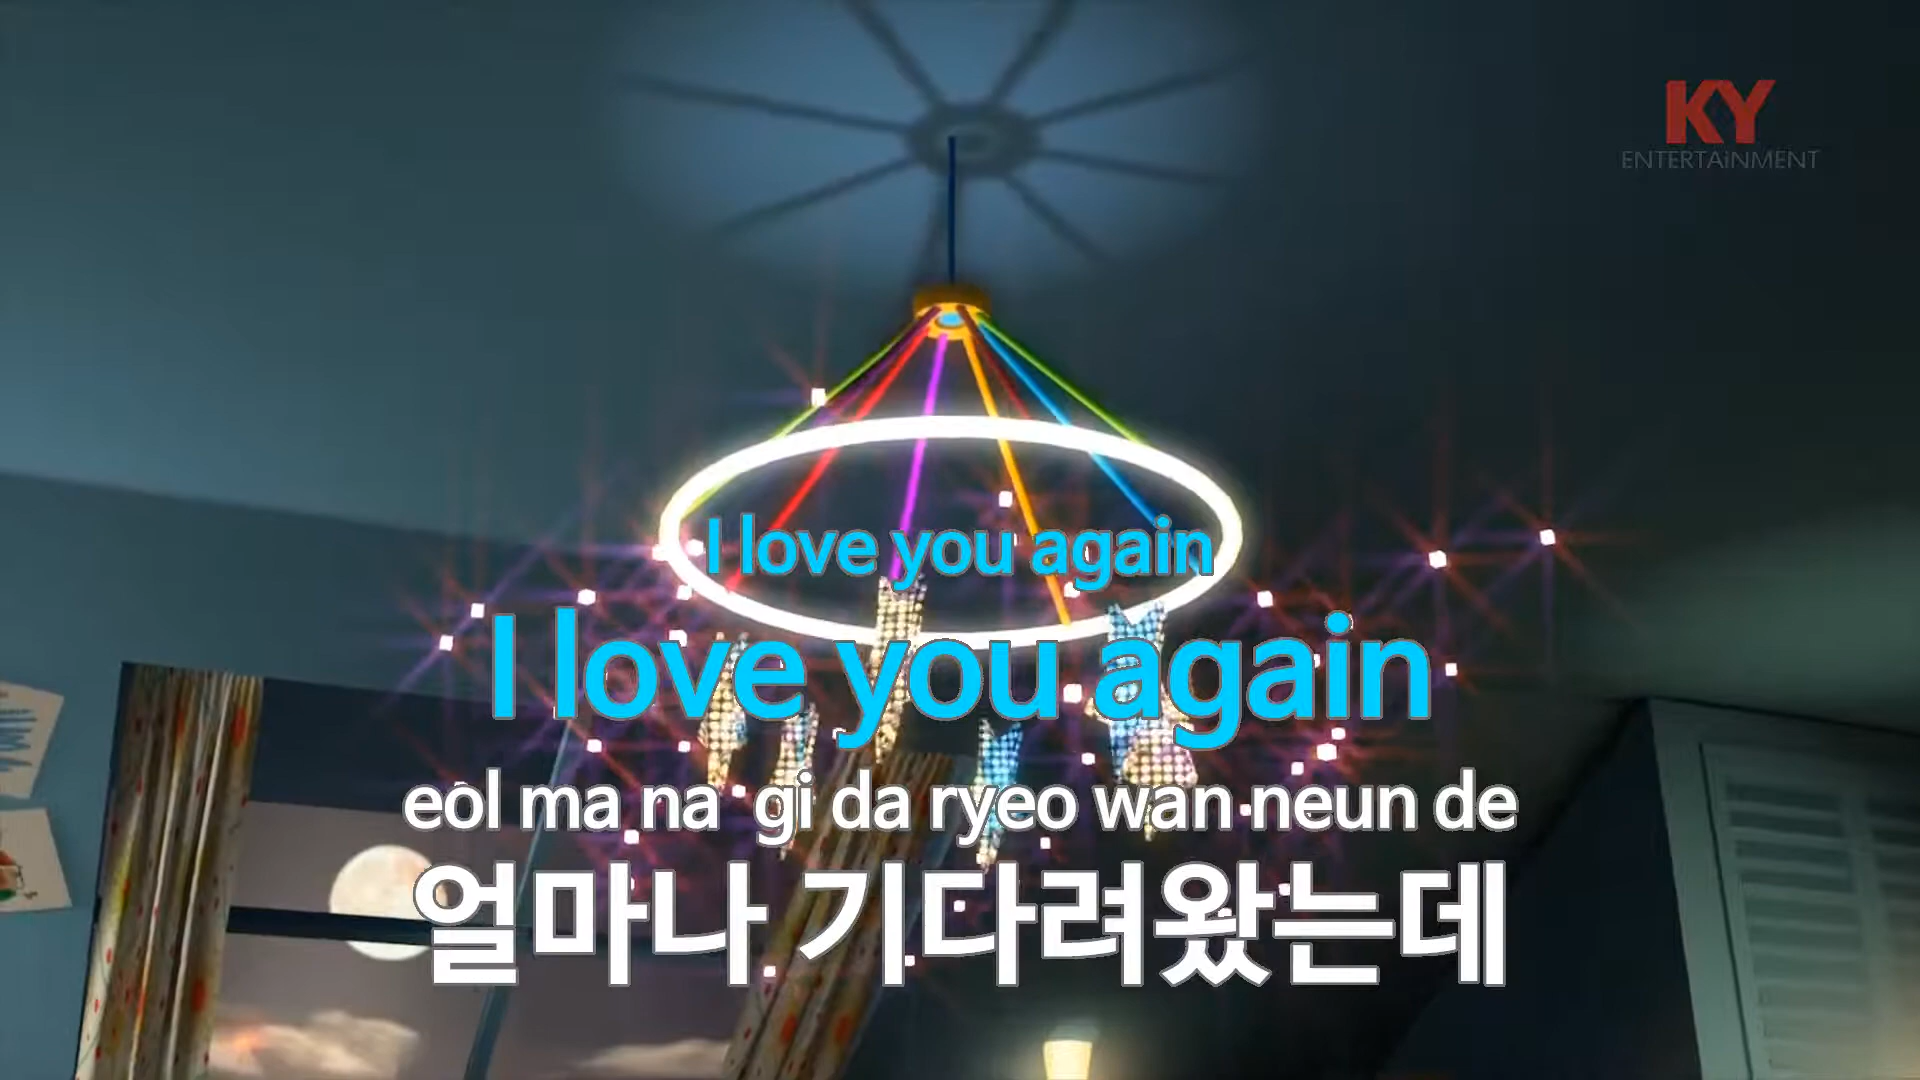 KY
ENTERTAiNMENT
I love you again
I love you again
eol ma na gi da ryeo wan neun de
얼마나 기다려왔는데